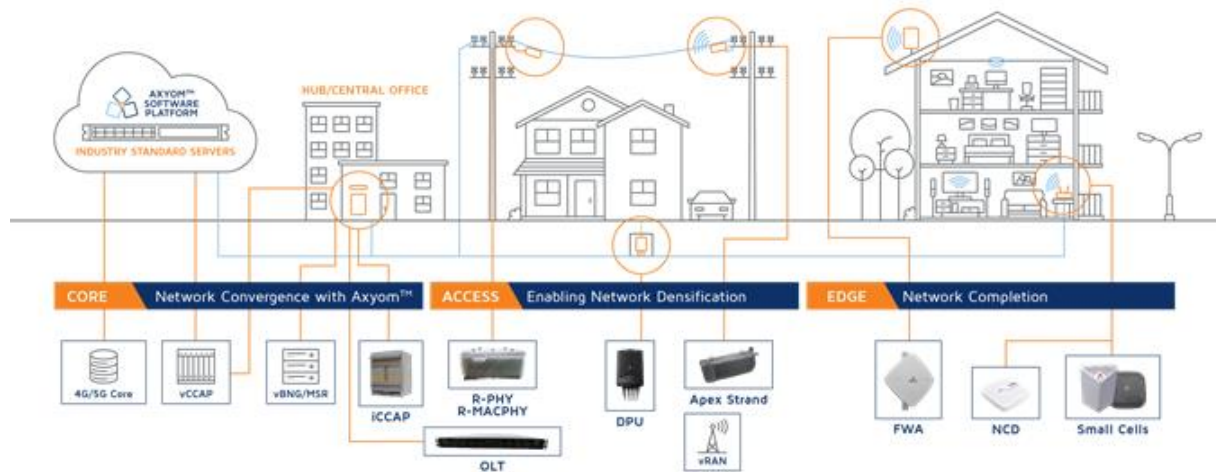 AXYOM™
SOFTWARE
PLATFORM
INDUSTRY STANDARD SERVERS
HUB/CENTRAL OFFICE
CORE
Network Convergence with Axyom™
ACCESS
Enabling Network Densification
EDGE
Network Completion
4G/5G Core
vCCAP
vBNG/MSR
iCCAP
R-PHY
R-MACPHY
OLT
DPU
Apex Strand
vRAN
FWA
NCD
Small Cells